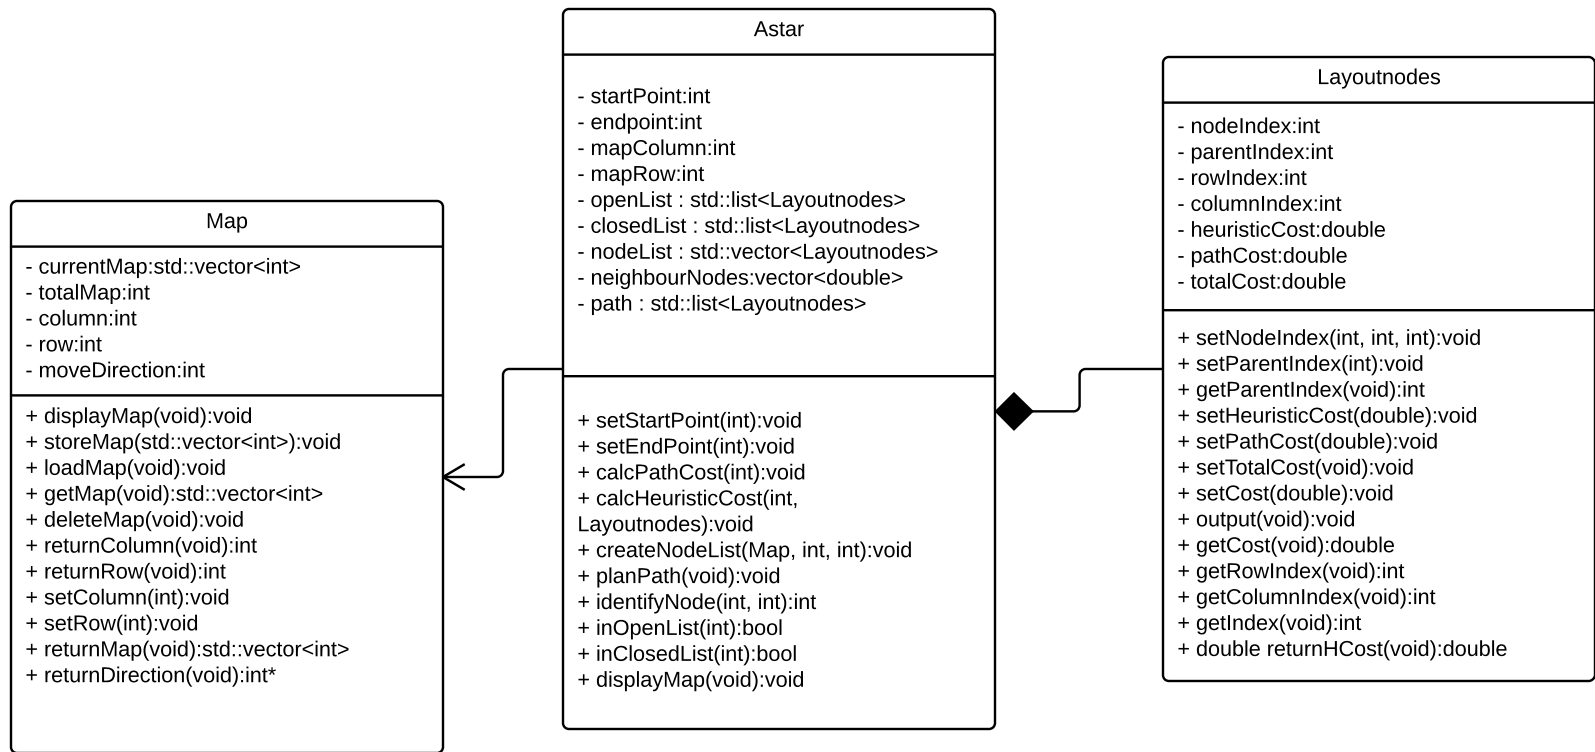 Map
- currentMap:std::vector<int>
- totalMap:int
- column:int
- row:int
- moveDirection:int
+ displayMap(void):void
+ storeMap(std::vector<int>):void
+ loadMap(void):void
+ getMap(void):std::vector<int>
+ deleteMap(void):void
+ returnColumn(void):int
+ returnRow(void):int
+ setColumn(int):void
+ setRow(int):void
+ returnMap(void):std::vector<int>
+ returnDirection(void):int*
Astar
- startPoint:int
- endpoint:int
- mapColumn:int
- mapRow:int
- openList : std::list<Layoutnodes>
- closedList : std::list<Layoutnodes>
- nodeList : std::vector<Layoutnodes>
- neighbourNodes:vector<double>
- path : std::list<Layoutnodes>
+ setStartPoint(int):void
+ setEndPoint(int):void
+ calcPathCost(int):void
+ calcHeuristicCost(int,
Layoutnodes):void
+ createNodeList(Map, int, int):void
+ planPath(void):void
+ identifyNode(int, int):int
+ inOpenList(int):bool
+ inClosedList(int):bool
+ displayMap(void):void
Layoutnodes
- nodeIndex:int
- parentIndex:int
- rowIndex:int
- columnIndex:int
- heuristicCost:double
- pathCost:double
- totalCost:double
+ setNodeIndex(int, int, int):void
+ setParentIndex(int):void
+ getParentIndex(void):int
+ setHeuristicCost(double):void
+ setPathCost(double):void
+ setTotalCost(void):void
+ setCost(double):void
+ output(void):void
+ getCost(void):double
+ getRowIndex(void):int
+ getColumnIndex(void):int
+ getIndex(void):int
+ double returnHCost(void):double